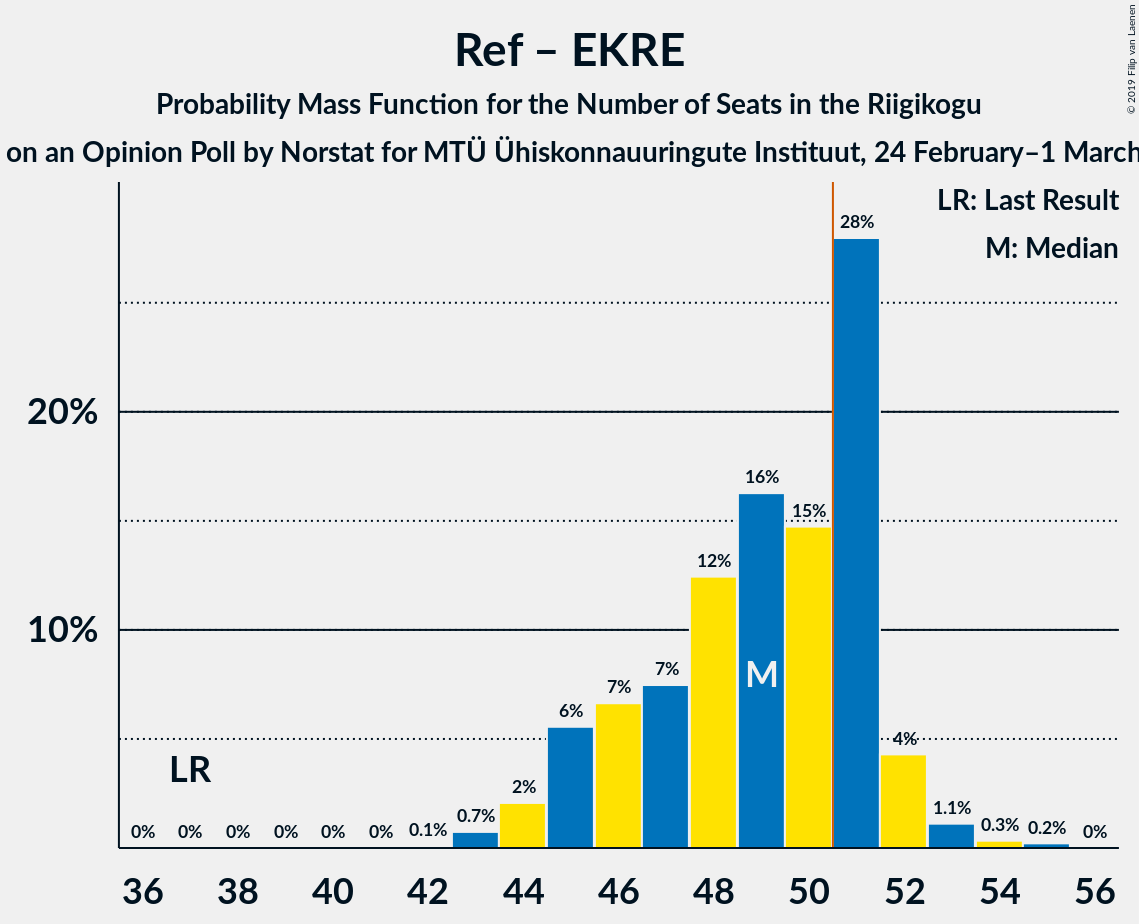 © 2019 Filip van Laenen
Ref – EKRE
Probability Mass Function for the Number of Seats in the Riigikogu
on an Opinion Poll by Norstat for MTÜ Ühiskonnauuringute Instituut, 24 February–1 March
LR: Last Result
M: Median
28%
20%
16%
15%
12%
10%
M
7%
7%
6%
4%
LR
2%
0% 0% 0% 0% 0% 0% 0.1% 0.7% 1.1% 0.3% 0.2% 0%
36 38 40 42 44 46 48 50 52 54 56